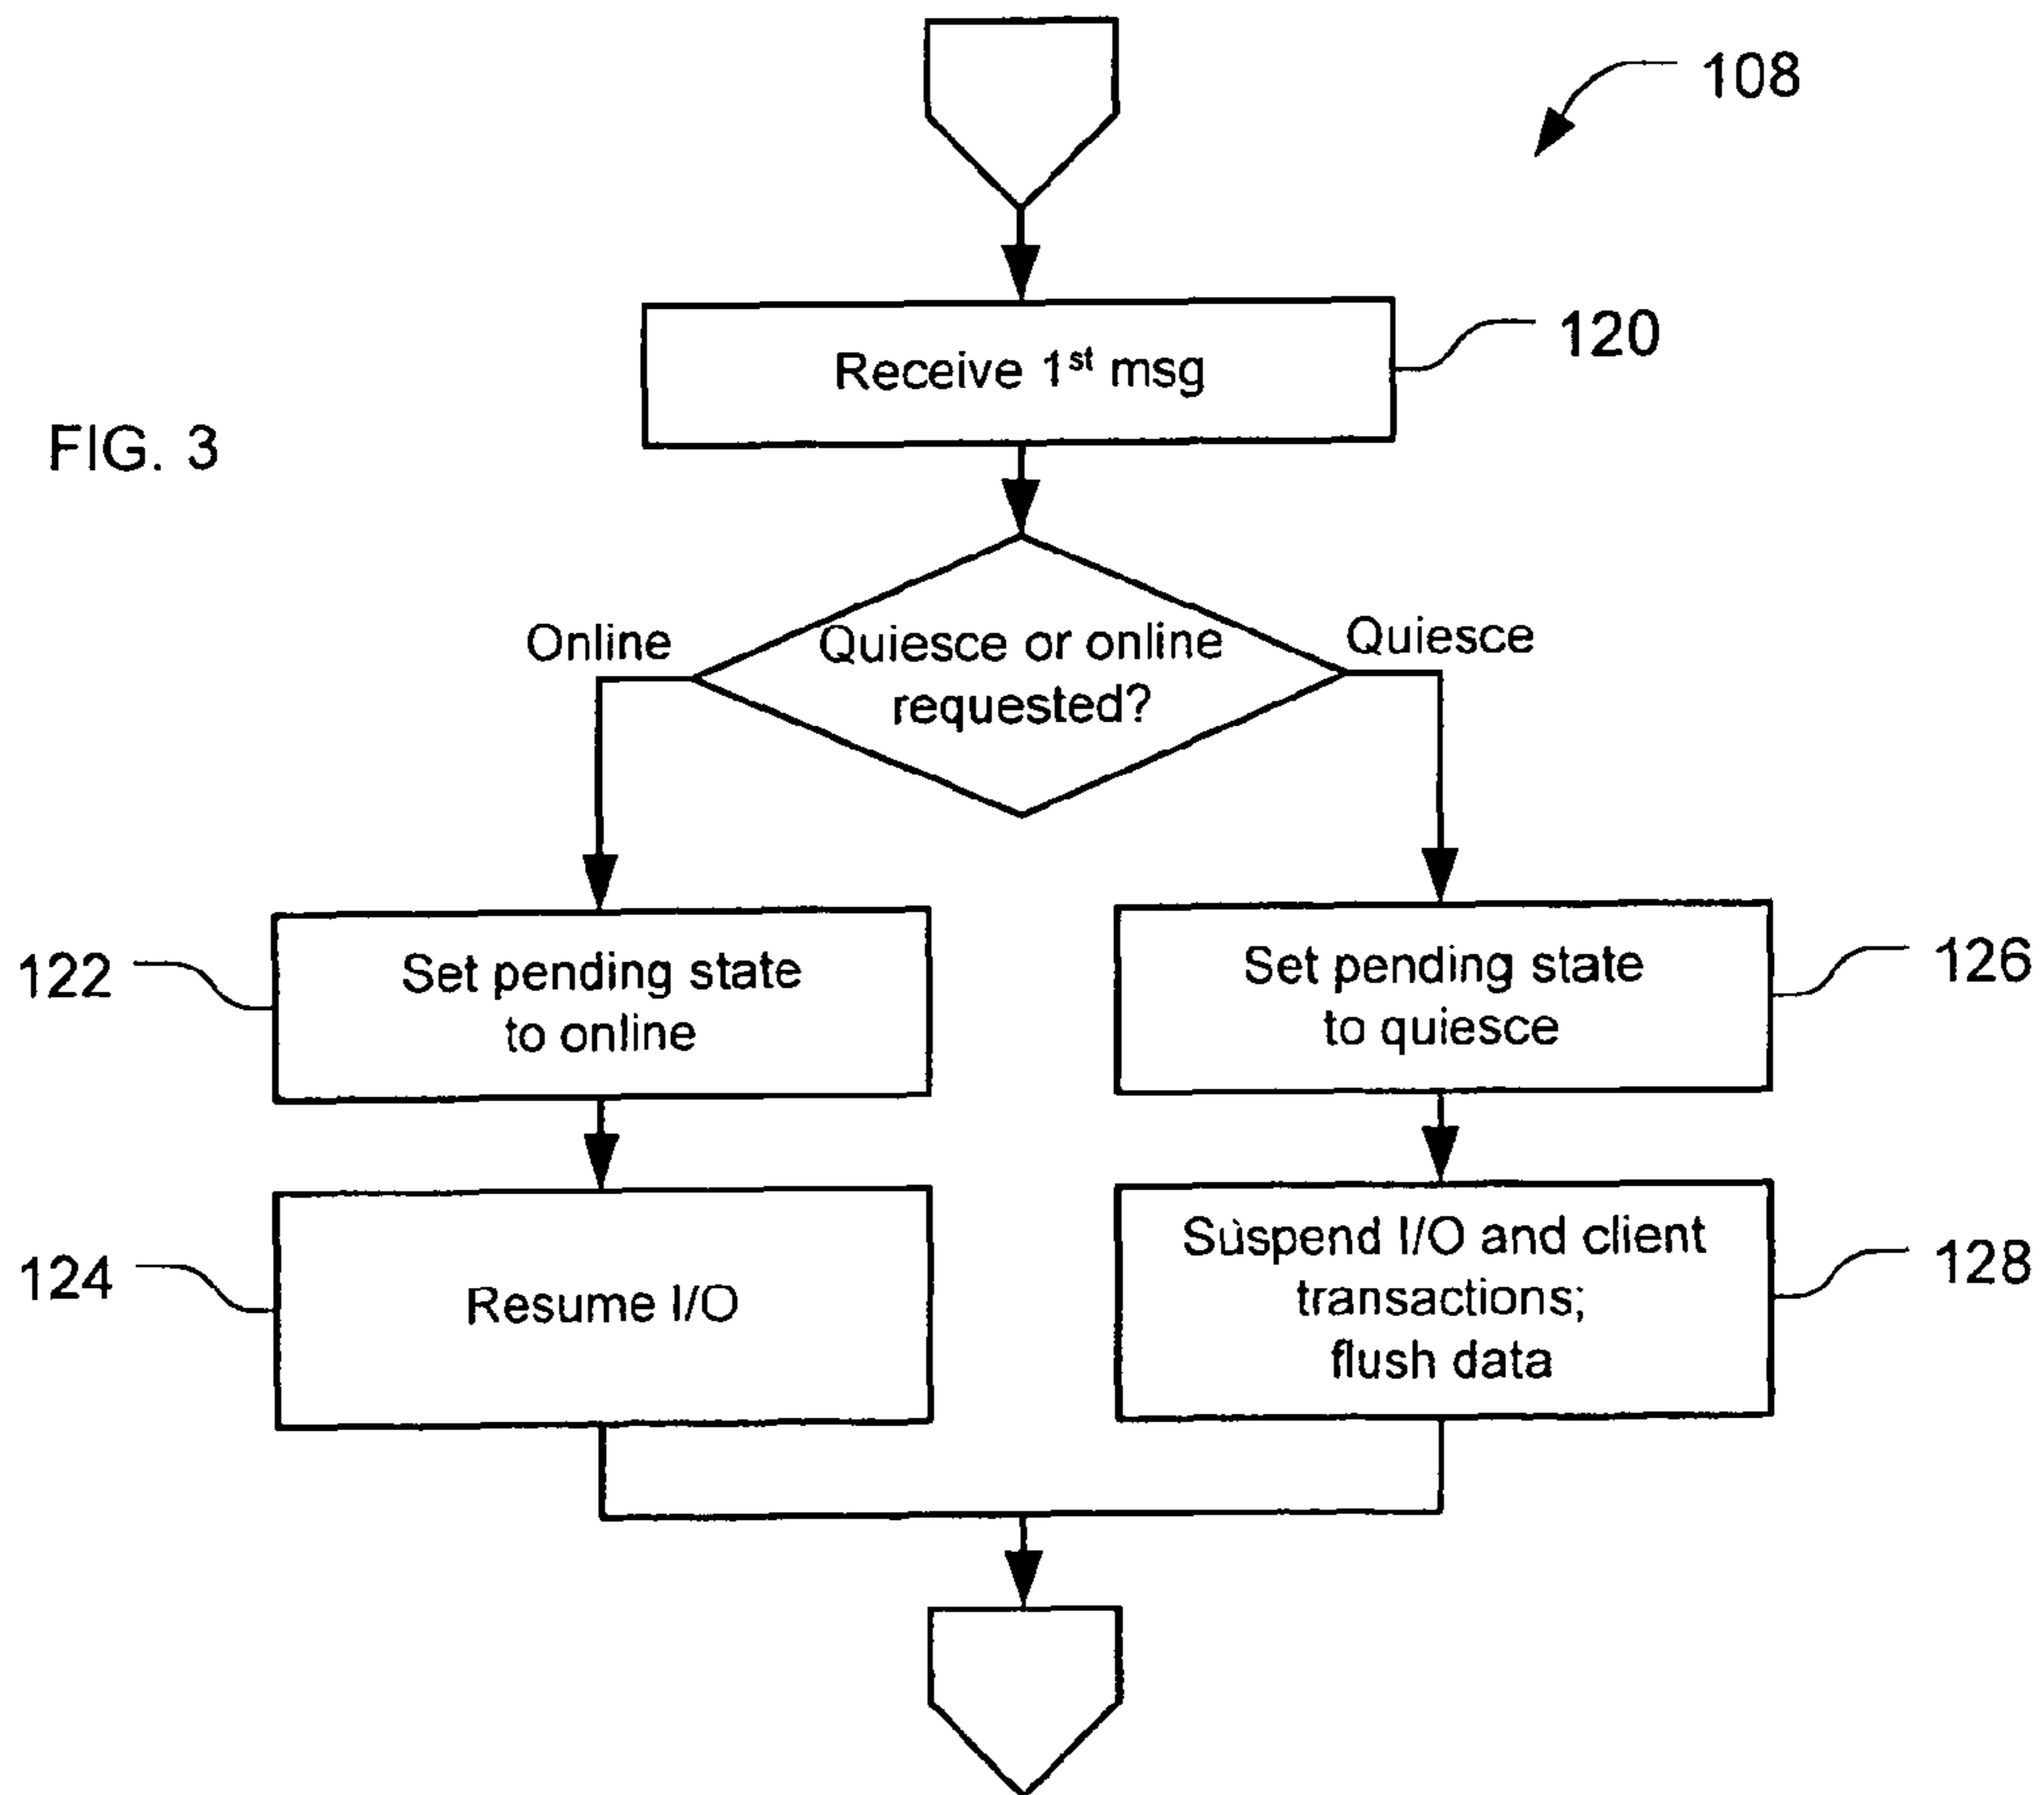 108
Receive 1st msg
120
FIG. 3
Online
Quiesce or online
requested?
Quiesce
122
Set pending state
to online
Set pending state
to quiesce
126
124
Resume I/O
Suspend I/O and client
transactions;
flush data
128